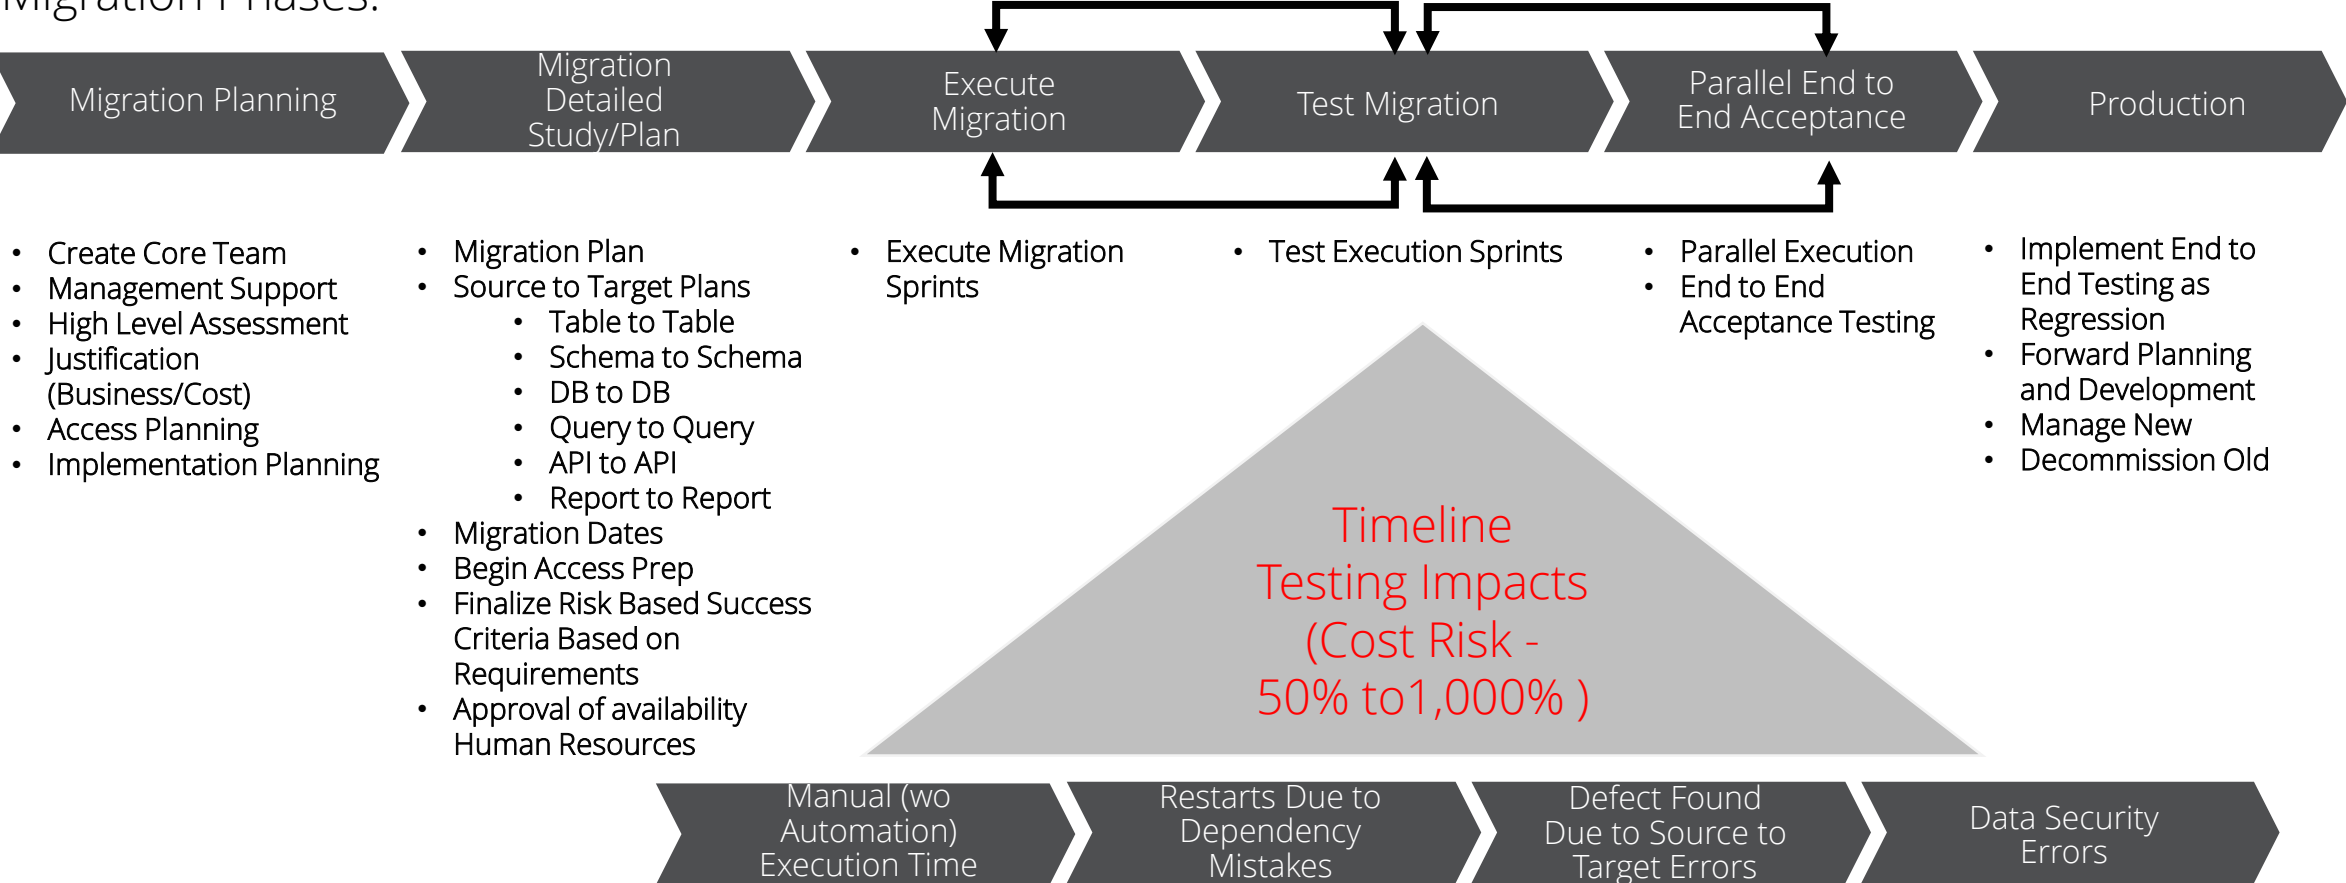 Migration Phases:
Migration Planning
Migration
Detailed
Study/Plan
Execute
Migration
Test Migration
Parallel End to
End Acceptance
Production
• Create Core Team
• Management Support
• High Level Assessment
• Justification
(Business/Cost)
• Access Planning
• Implementation Planning
• Migration Plan
• Source to Target Plans
• Table to Table
• Schema to Schema
• DB to DB
• Query to Query
• API to API
• Report to Report
• Migration Dates
• Begin Access Prep
• Finalize Risk Based Success
Criteria Based on
Requirements
• Approval of availability
Human Resources
• Execute Migration
Sprints
• Test Execution Sprints
• Parallel Execution
• End to End
Acceptance Testing
• Implement End to
End Testing as
Regression
• Forward Planning
and Development
• Manage New
• Decommission Old
Timeline
Testing Impacts
(Cost Risk -
50% to1,000% )
Manual (wo
Automation)
Execution Time
Restarts Due to
Dependency
Mistakes
Defect Found
Due to Source to
Target Errors
Data Security
Errors